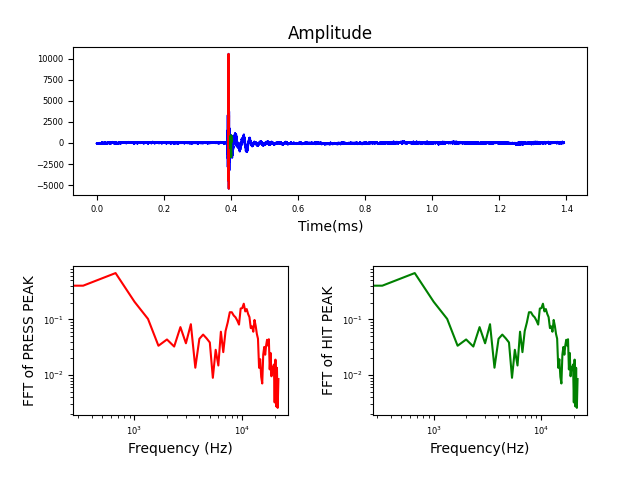 Amplitude
10000
7500
5000
2500
0
−2500
−5000
0.0 0.2 0.4 0.6 0.8 1.0 1.2 1.4
Time(ms)
FFT of PRESS PEAK
10⁻¹
10⁻²
10³ 10⁴
Frequency (Hz)
FFT of HIT PEAK
10⁻¹
10⁻²
10³ 10⁴
Frequency(Hz)